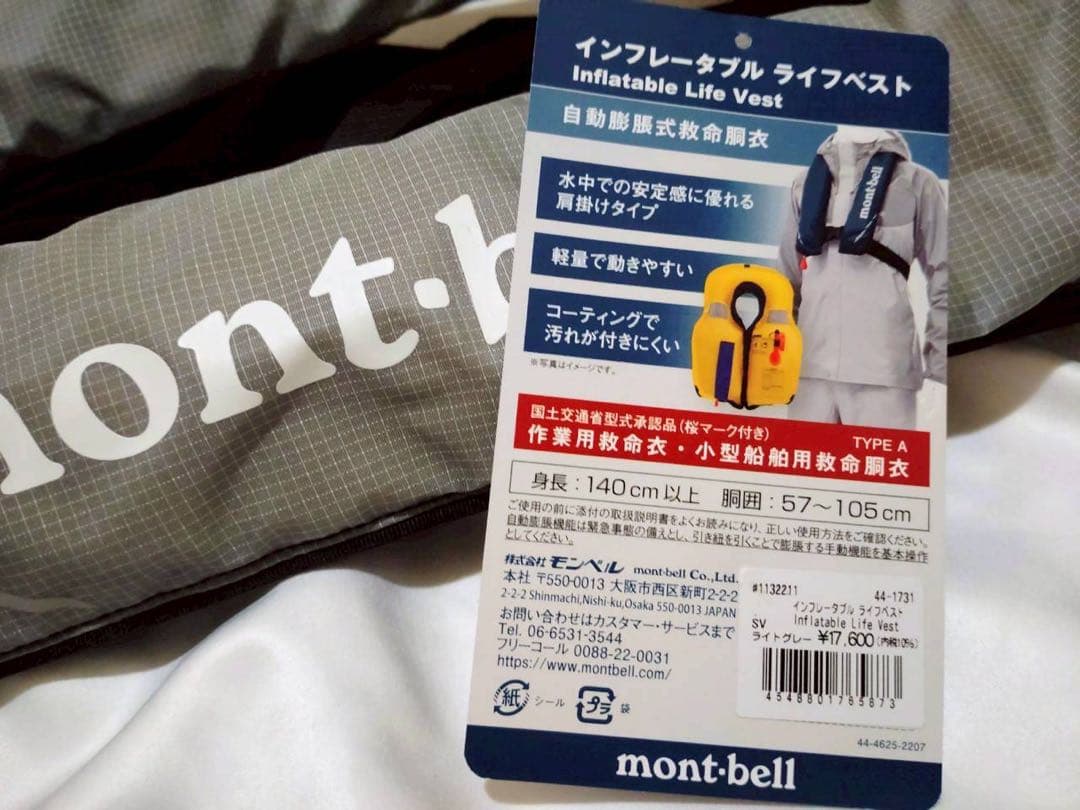 mont·b
インフレータブル ライフベスト
Inflatable Life Vest
自動膨脹式救命胴衣
水中での安定感に優れる
肩掛けタイプ
軽量で動きやすい
コーティングで
汚れが付きにくい
※写真はイメージです。
mont·bell
国土交通省型式承認品(桜マーク付き) TYPE A
作業用救命衣・小型船舶用救命胴衣
身長:140cm以上 胴囲:57〜105cm
ご使用の前に添付の取扱説明書をよくお読みになり、正しい使用方法をご確認ください。
自動膨脹機能は緊急事態の備えとし、引き紐を引くことで膨脹する手動機能を基本操作
としてください。
株式会社モンベル mont-bell Co.,Ltd.
本社 〒550-0013 大阪市西区新町2-2-2
2-2-2 Shinmachi,Nishi-ku,Osaka 550-0013 JAPAN
お問い合わせはカスタマー・サービスまで
Tel. 06-6531-3544
フリーコール 0088-22-0031
https://www.montbell.com/
紙 シール プラ 袋
#1132211 44-1731
インフレータブル ライフベスト
SV Inflatable Life Vest
ライトグレー ¥17,600(内税10%)
4548801765873
44-4625-2207
mont·bell